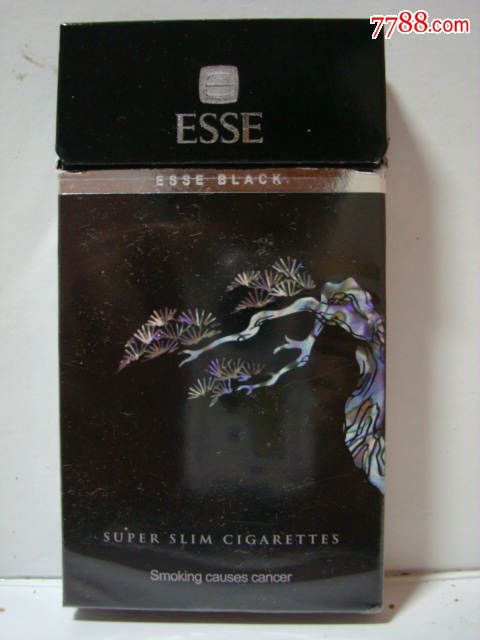 7788.com
ESSE
ESSE BLACK
SUPER SLIM CIGARETTES
Smoking causes cancer